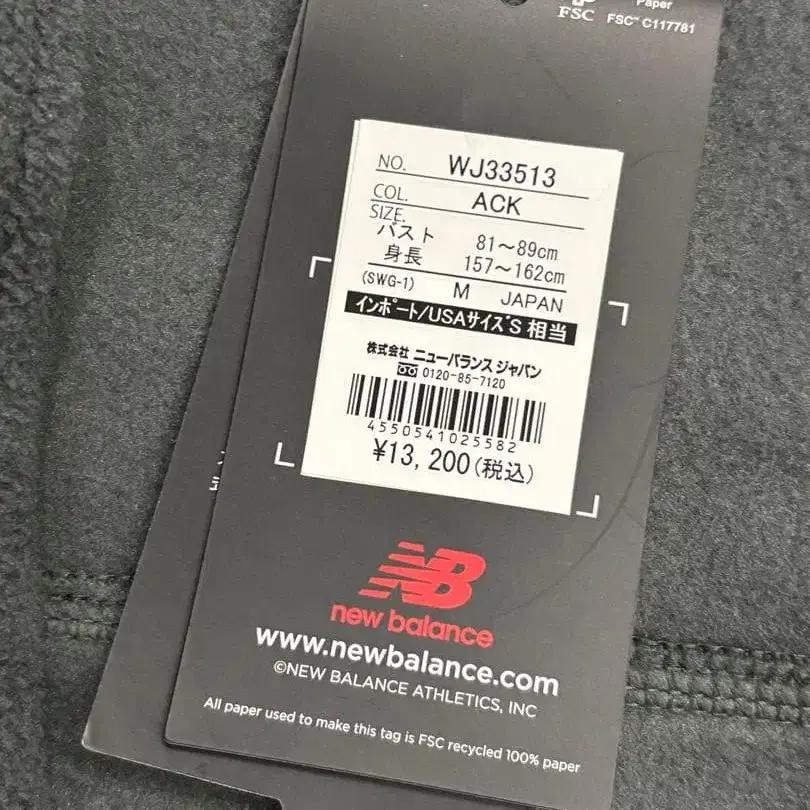 Paper
FSC
FSC™ C117781
NO. WJ33513
COL. ACK
SIZE.
バスト 81～89cm
身長 157～162cm
(SWG-1) M JAPAN
インポート/USAサイズS 相当
株式会社 ニューバランス ジャパン
0120-85-7120
4550541025582
¥13,200(税込)
NB
new balance
www.newbalance.com
©NEW BALANCE ATHLETICS, INC
All paper used to make this tag is FSC recycled 100% paper